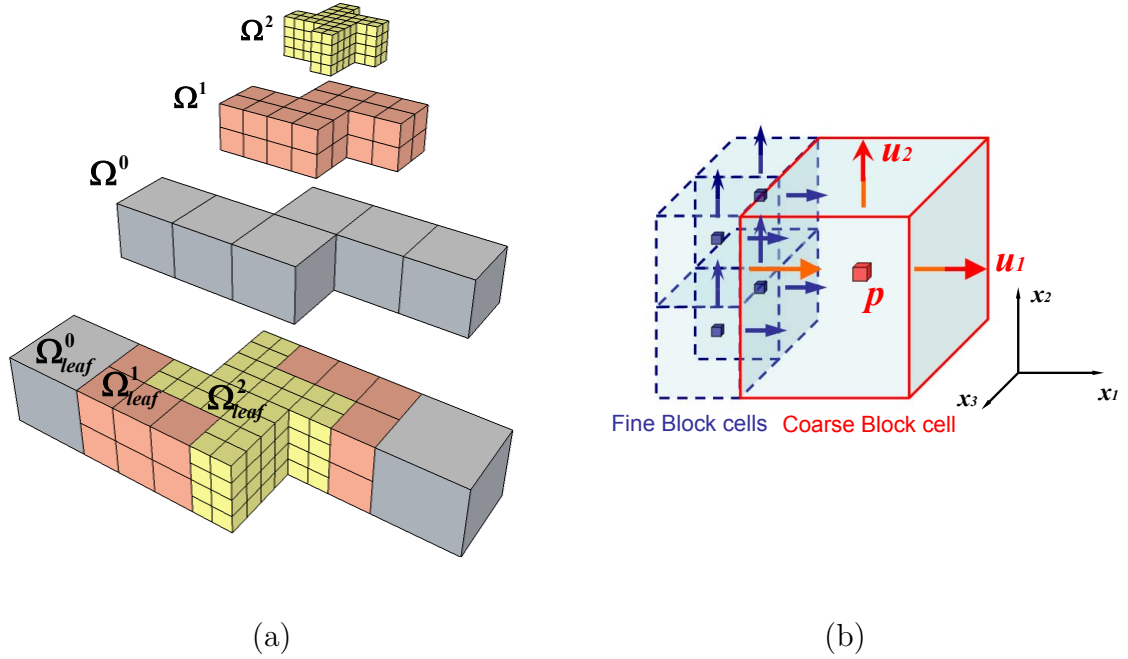 Ω²
Ω¹
Ω⁰
Ω⁰leaf
Ω¹leaf
Ω²leaf
(a)
u₂
u₁
p
x₂
x₁
x₃
Fine Block cells Coarse Block cell
(b)